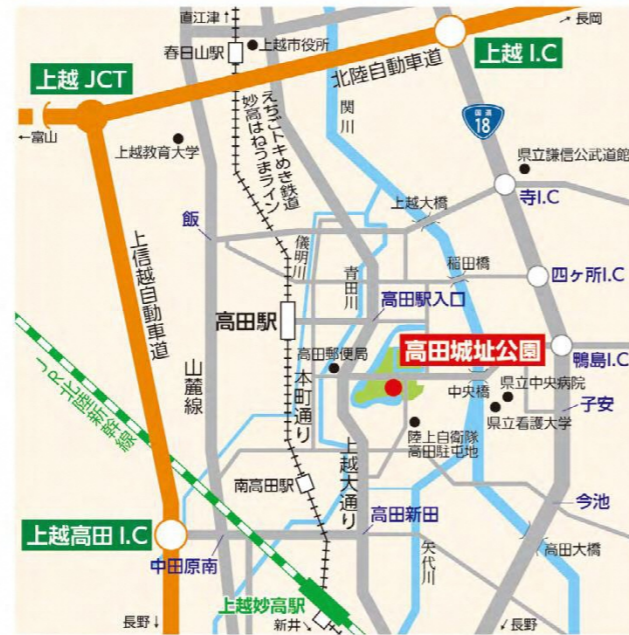 直江津↑
春日山駅
上越市役所
↗長岡
上越 JCT
上越 I.C
北陸自動車道
←富山
えちごトキめき鉄道
妙高はねうまライン
関川
国道
18
上越教育大学
県立謙信公武道館
寺I.C
上越大橋
飯
儀明川
青田川
稲田橋
四ヶ所I.C
上信越自動車道
高田駅入口
高田駅
高田城址公園
高田郵便局
鴨島I.C
JR北陸新幹線
山麓線
本町通り
中央橋
県立中央病院
県立看護大学
子安
陸上自衛隊
高田駐屯地
上越大通り
南高田駅
今池
上越高田 I.C
高田新田
中田原南
矢代川
高田大橋
上越妙高駅
長野↓
新井↘
↙長野